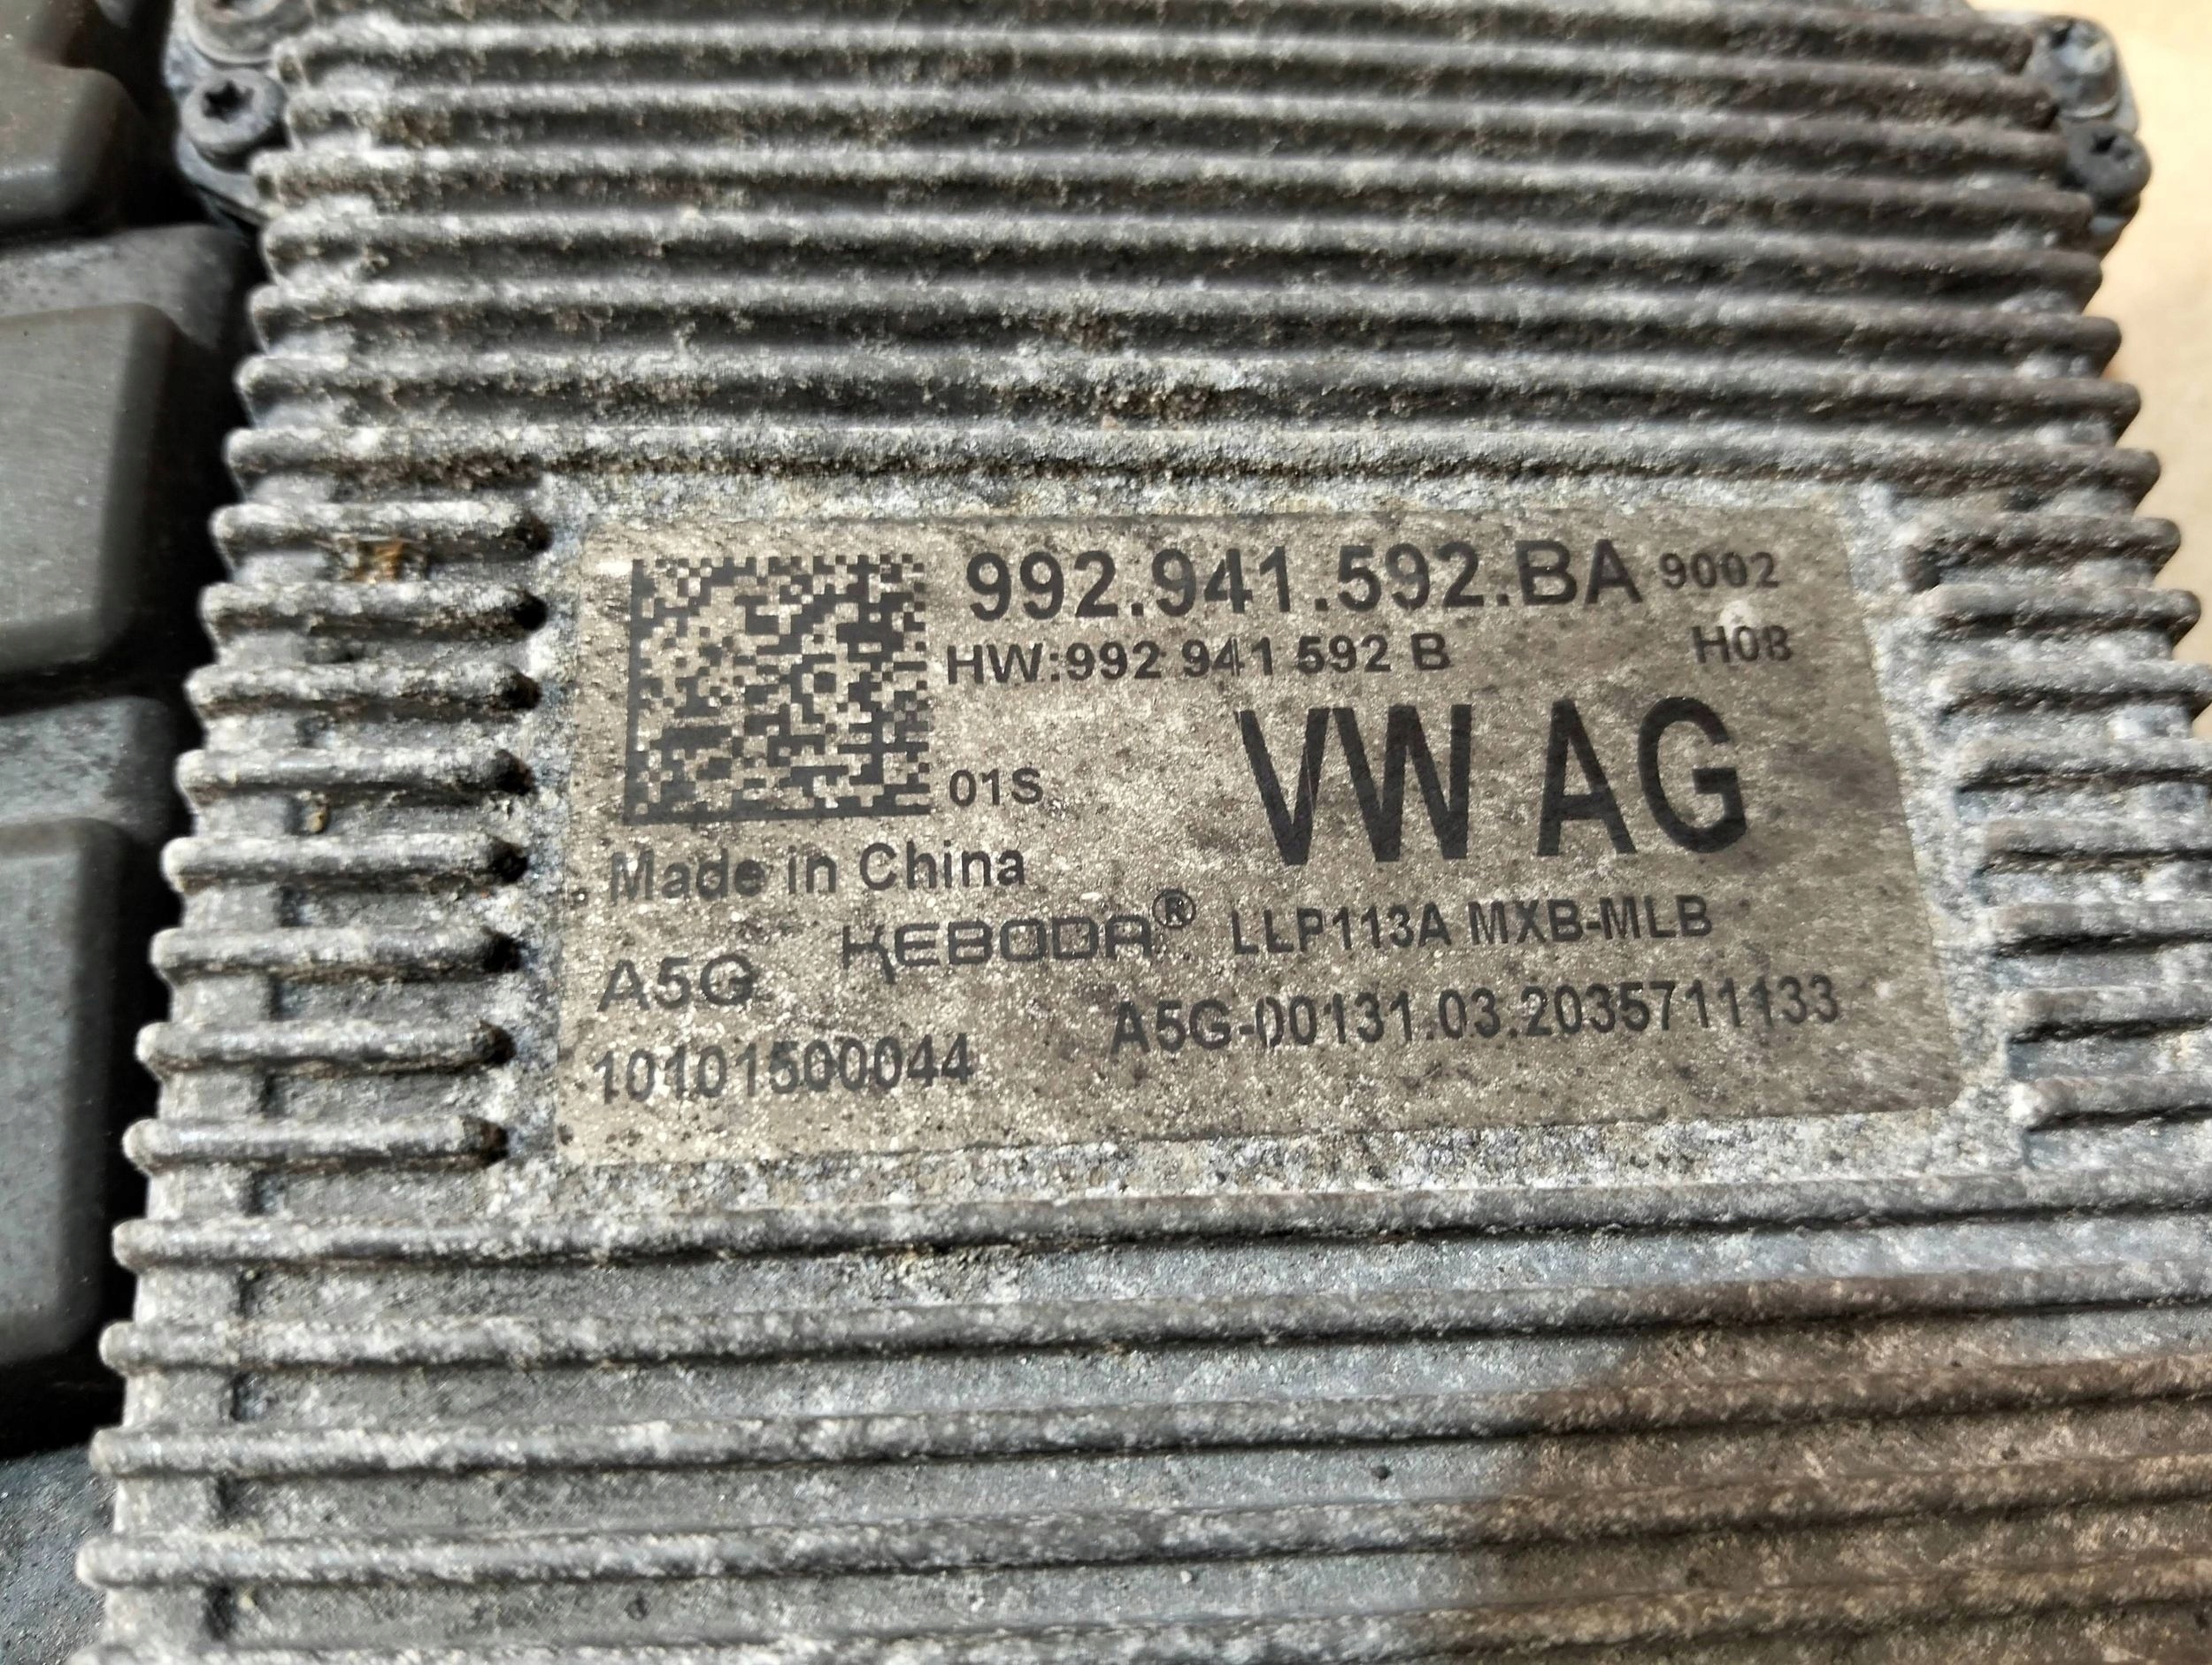 992.941.592.BA 9002
HW:992 941 592 B H08
VW AG
01S
Made in China
KEBODA® LLP113A MXB-MLB
A5G
A5G-00131.03.2035711133
10101500044